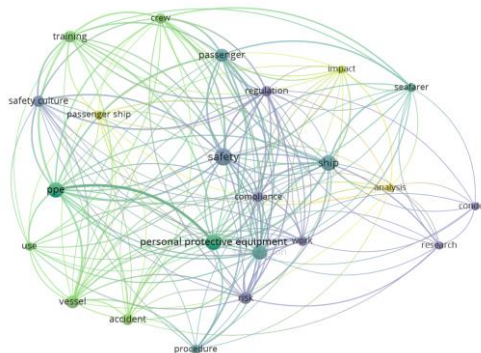 crew
training
passenger
impact
seafarer
regulation
safety culture
passenger ship
safety
ship
compliance
analysis
ppe
personal protective equipment
work
research
use
risk
vessel
accident
procedure